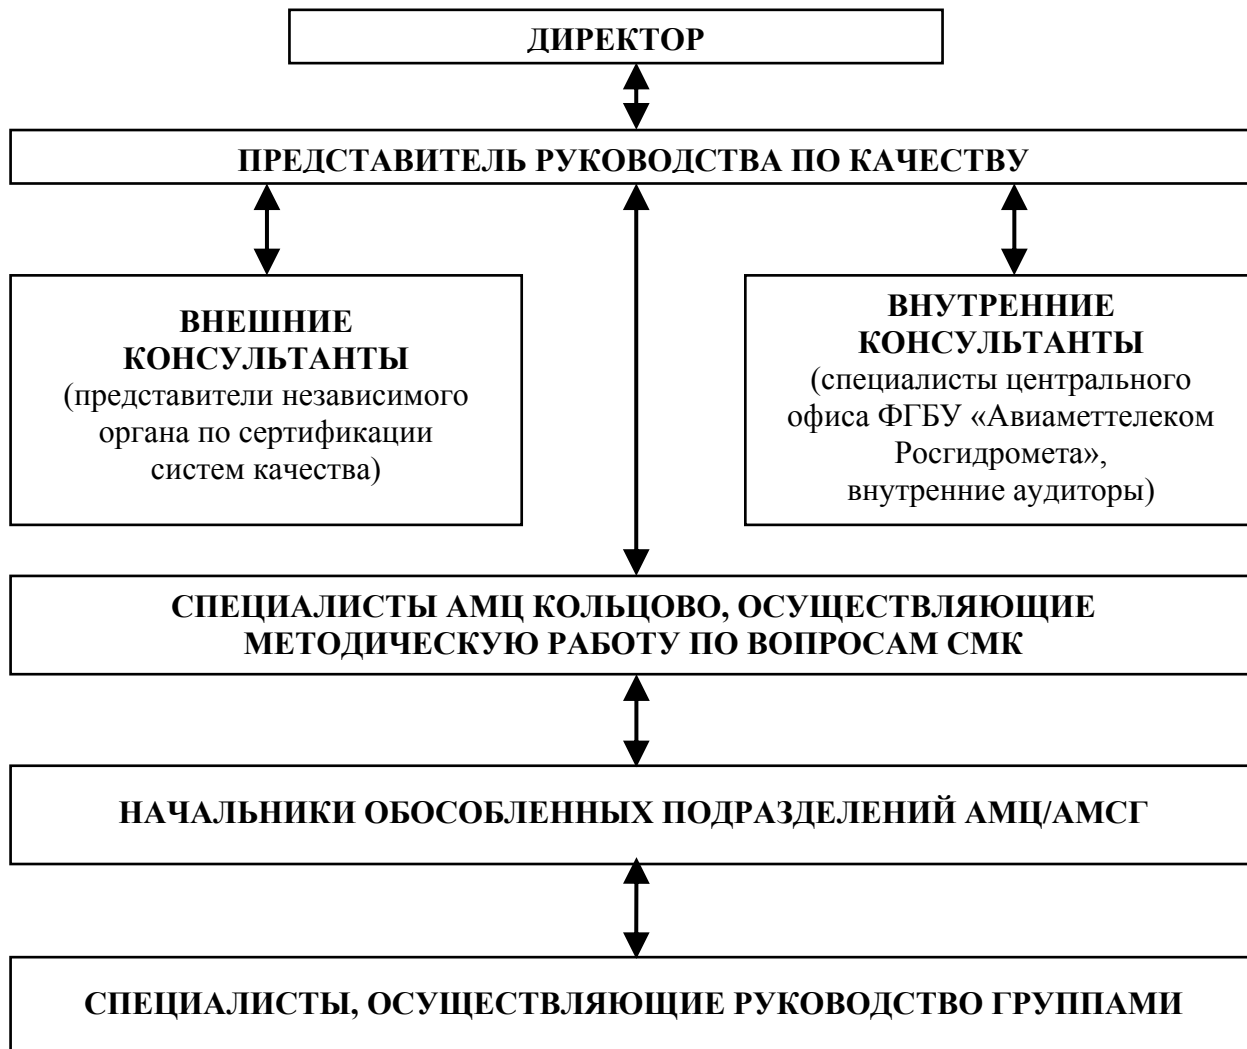 ДИРЕКТОР
ПРЕДСТАВИТЕЛЬ РУКОВОДСТВА ПО КАЧЕСТВУ
ВНЕШНИЕ
КОНСУЛЬТАНТЫ
(представители независимого
органа по сертификации
систем качества)
ВНУТРЕННИЕ
КОНСУЛЬТАНТЫ
(специалисты центрального
офиса ФГБУ «Авиаметтелеком
Росгидромета»,
внутренние аудиторы)
СПЕЦИАЛИСТЫ АМЦ КОЛЬЦОВО, ОСУЩЕСТВЛЯЮЩИЕ
МЕТОДИЧЕСКУЮ РАБОТУ ПО ВОПРОСАМ СМК
НАЧАЛЬНИКИ ОБОСОБЛЕННЫХ ПОДРАЗДЕЛЕНИЙ АМЦ/АМСГ
СПЕЦИАЛИСТЫ, ОСУЩЕСТВЛЯЮЩИЕ РУКОВОДСТВО ГРУППАМИ